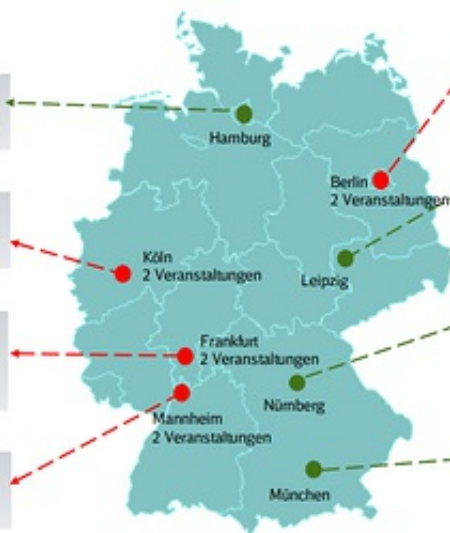 Hamburg
Berlin
2 Veranstaltungen
Köln
2 Veranstaltungen
Leipzig
Frankfurt
2 Veranstaltungen
Nürnberg
Mannheim
2 Veranstaltungen
München